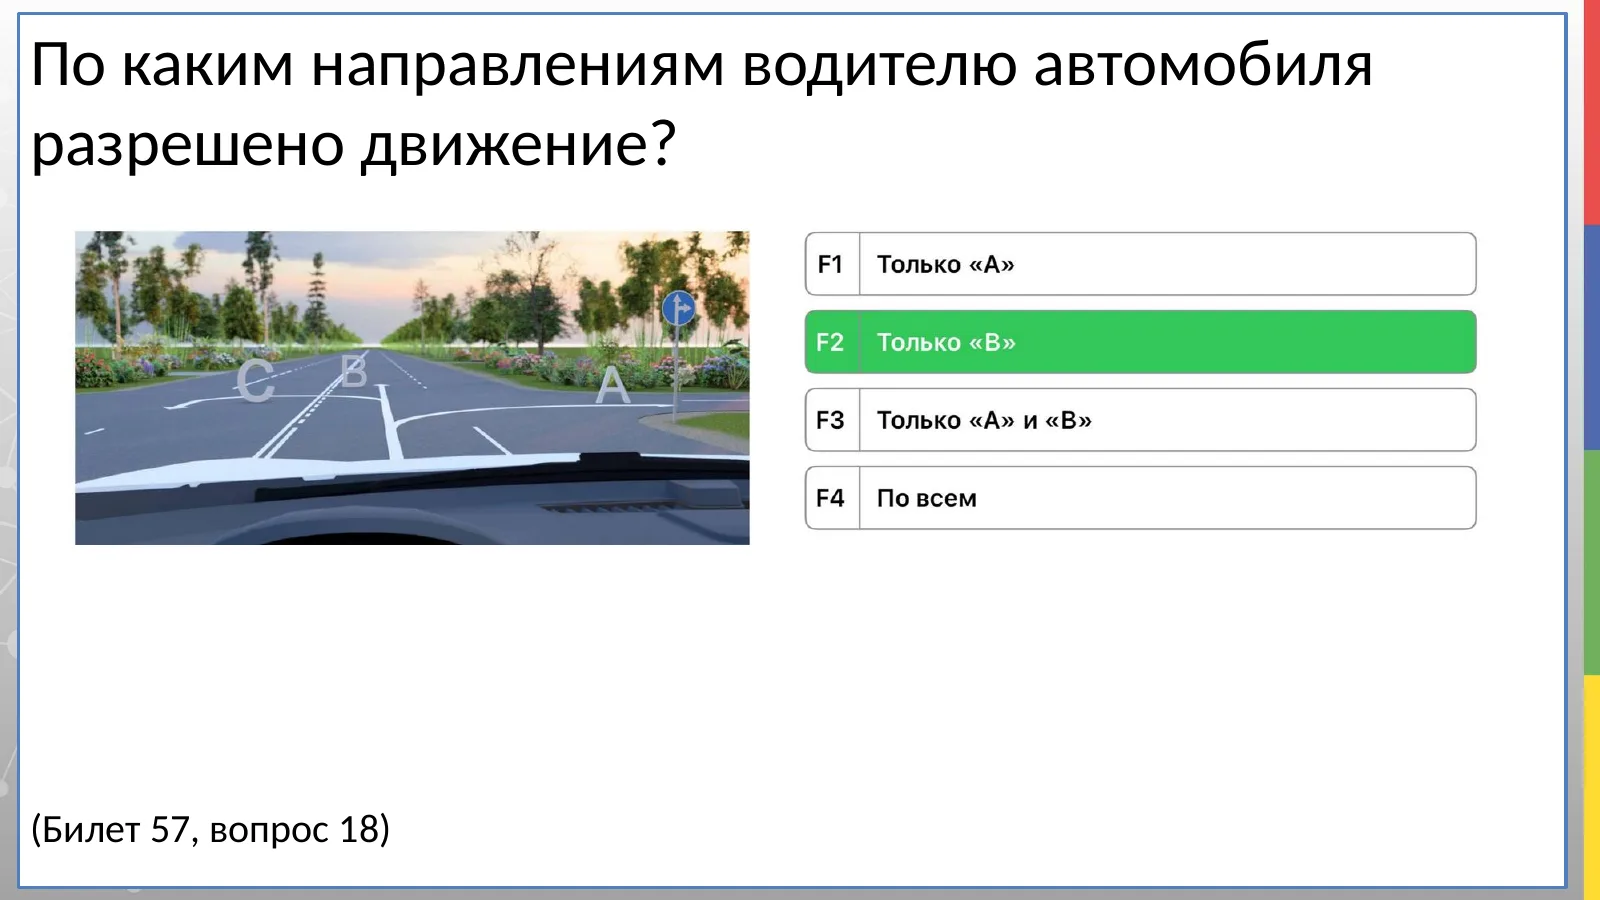 По каким направлениям водителю автомобиля
разрешено движение?
C
B
A
F1 Только «А»
F2 Только «В»
F3 Только «А» и «В»
F4 По всем
(Билет 57, вопрос 18)